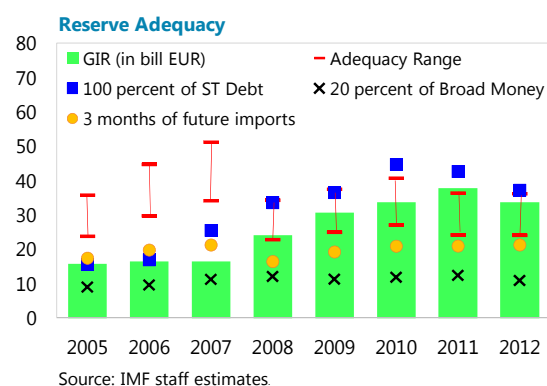 Reserve Adequacy
80
70
60
50
40
30
20
10
0
GIR (in bill EUR)
Adequacy Range
100 percent of ST Debt
20 percent of Broad Money
3 months of future imports
2005 2006 2007 2008 2009 2010 2011 2012
Source: IMF staff estimates.